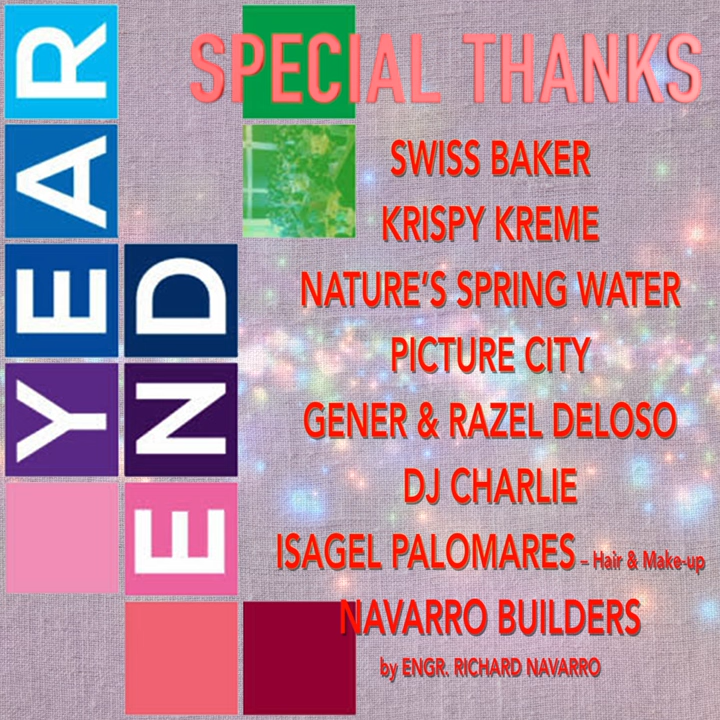 YEAR
END
SPECIAL THANKS
SWISS BAKER
KRISPY KREME
NATURE'S SPRING WATER
PICTURE CITY
GENER & RAZEL DELOSO
DJ CHARLIE
ISAGEL PALOMARES – Hair & Make-up
NAVARRO BUILDERS
by ENGR. RICHARD NAVARRO